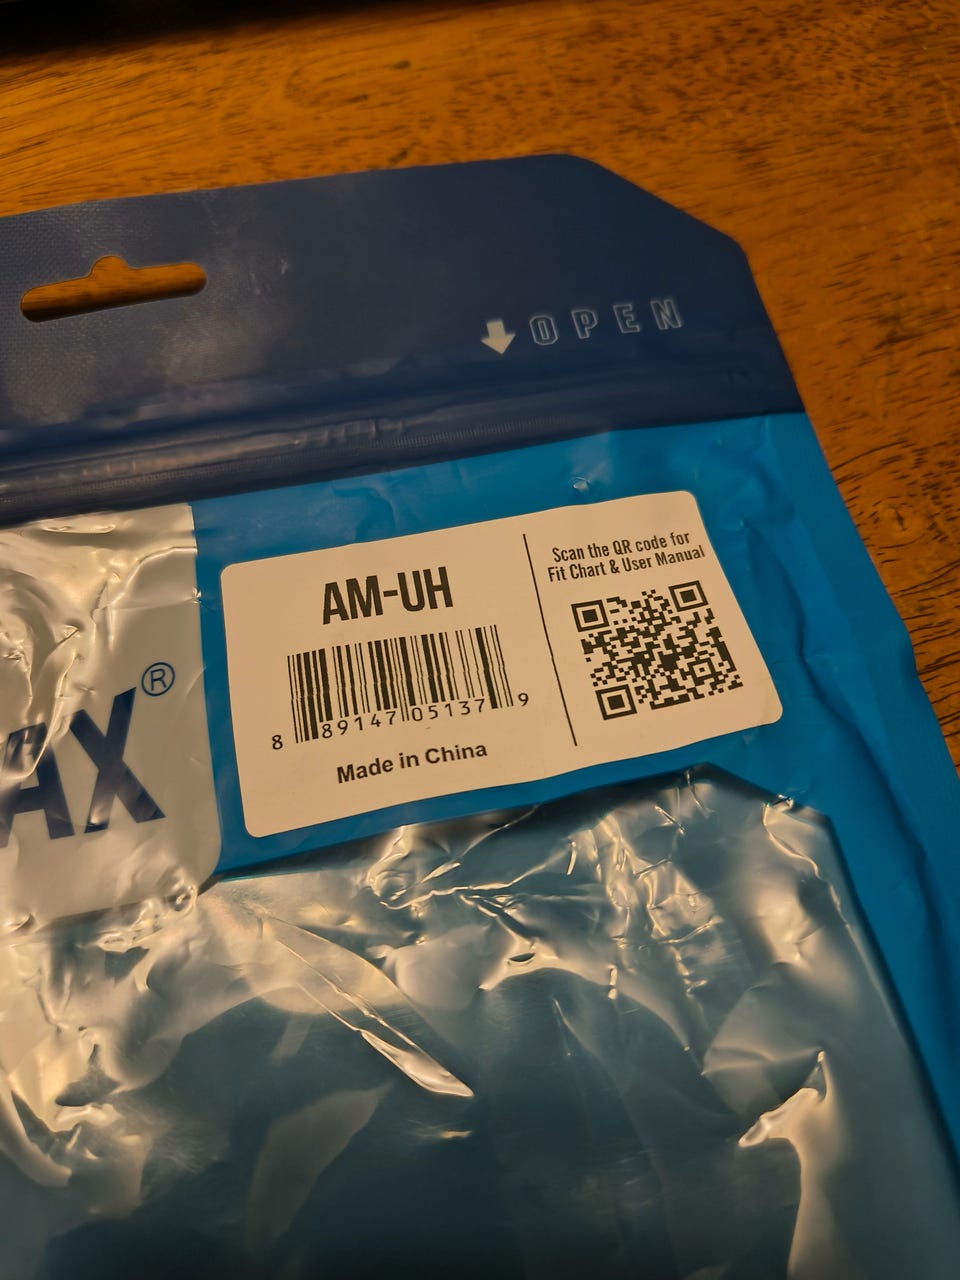 OPEN
AM-UH
8 89147 05137 9
Made in China
Scan the QR code for
Fit Chart & User Manual
AX®